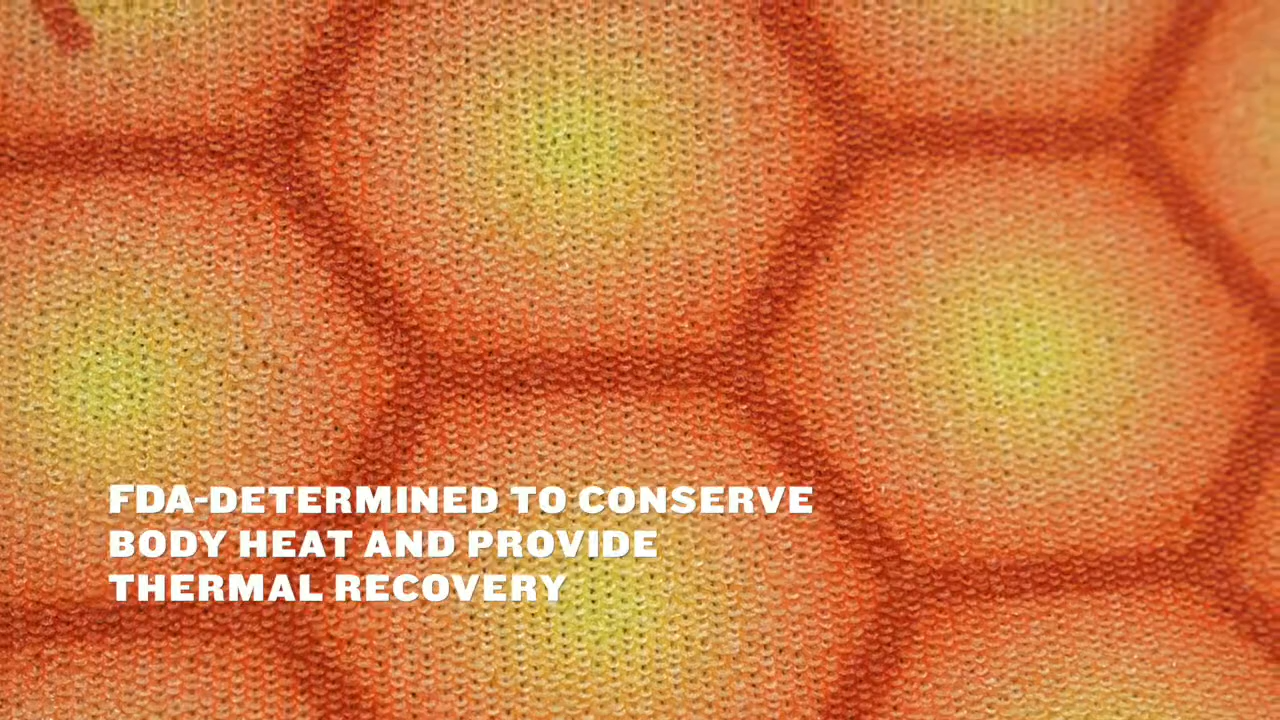 FDA-DETERMINED TO CONSERVE
BODY HEAT AND PROVIDE
THERMAL RECOVERY